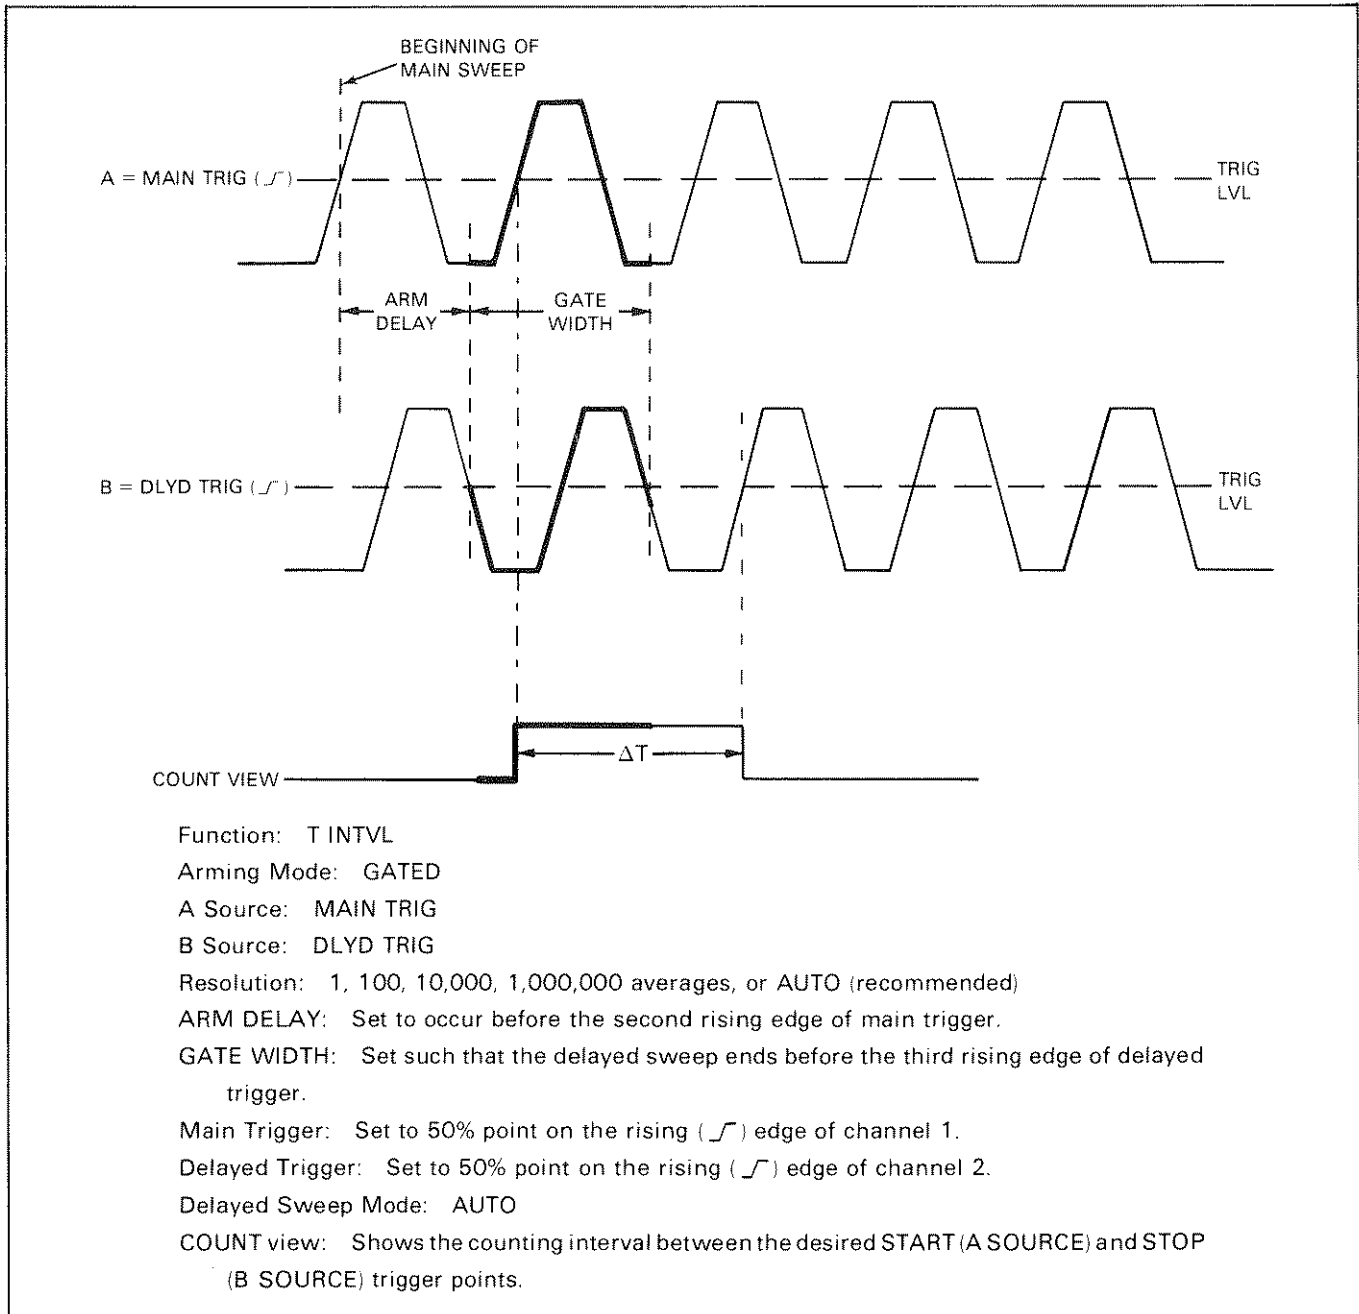 BEGINNING OF
MAIN SWEEP
A = MAIN TRIG ( )
TRIG
LVL
ARM
DELAY
GATE
WIDTH
B = DLYD TRIG ( )
TRIG
LVL
ΔT
COUNT VIEW
Function: T INTVL
Arming Mode: GATED
A Source: MAIN TRIG
B Source: DLYD TRIG
Resolution: 1, 100, 10,000, 1,000,000 averages, or AUTO (recommended)
ARM DELAY: Set to occur before the second rising edge of main trigger.
GATE WIDTH: Set such that the delayed sweep ends before the third rising edge of delayed
trigger.
Main Trigger: Set to 50% point on the rising ( ) edge of channel 1.
Delayed Trigger: Set to 50% point on the rising ( ) edge of channel 2.
Delayed Sweep Mode: AUTO
COUNT view: Shows the counting interval between the desired START (A SOURCE) and STOP
(B SOURCE) trigger points.